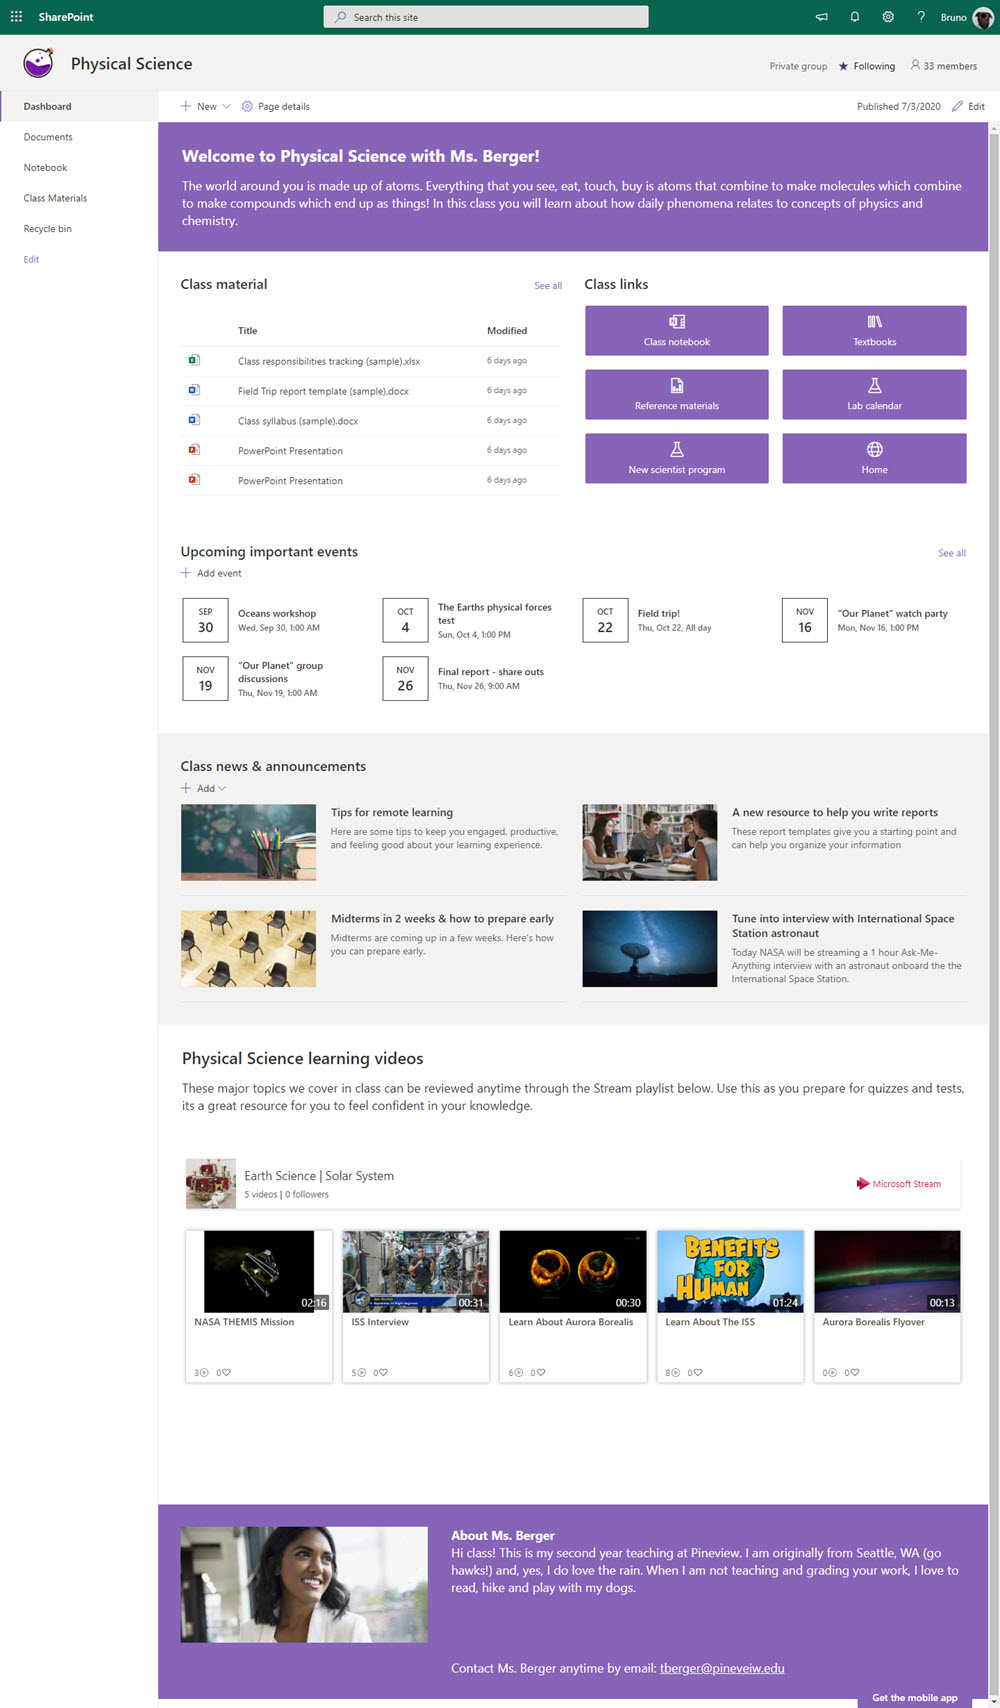 SharePoint
Search this site
?
Bruno
Physical Science
Private group
Following
33 members
Dashboard
Documents
Notebook
Class Materials
Recycle bin
Edit
New
Page details
Published 7/3/2020
Edit
Welcome to Physical Science with Ms. Berger!
The world around you is made up of atoms. Everything that you see, eat, touch, buy is atoms that combine to make molecules which combine
to make compounds which end up as things! In this class you will learn about how daily phenomena relates to concepts of physics and
chemistry.
Class material
See all
Title
Modified
Class responsibilities tracking (sample).xlsx
6 days ago
Field Trip report template (sample).docx
6 days ago
Class syllabus (sample).docx
6 days ago
PowerPoint Presentation
6 days ago
PowerPoint Presentation
6 days ago
Class links
Class notebook
Textbooks
Reference materials
Lab calendar
New scientist program
Home
Upcoming important events
See all
Add event
SEP
30
Oceans workshop
Wed, Sep 30, 1:00 AM
OCT
4
The Earths physical forces
test
Sun, Oct 4, 1:00 PM
OCT
22
Field trip!
Thu, Oct 22, All day
NOV
16
"Our Planet" watch party
Mon, Nov 16, 1:00 PM
NOV
19
"Our Planet" group
discussions
Thu, Nov 19, 1:00 AM
NOV
26
Final report - share outs
Thu, Nov 26, 9:00 AM
Class news & announcements
Add
Tips for remote learning
Here are some tips to keep you engaged, productive,
and feeling good about your learning experience.
A new resource to help you write reports
These report templates give you a starting point and
can help you organize your information
Midterms in 2 weeks & how to prepare early
Midterms are coming up in a few weeks. Here's how
you can prepare early.
Tune into interview with International Space
Station astronaut
Today NASA will be streaming a 1 hour Ask-Me-
Anything interview with an astronaut onboard the the
International Space Station.
Physical Science learning videos
These major topics we cover in class can be reviewed anytime through the Stream playlist below. Use this as you prepare for quizzes and tests,
its a great resource for you to feel confident in your knowledge.
Earth Science | Solar System
5 videos | 0 followers
Microsoft Stream
02:16
NASA THEMIS Mission
3
0
00:31
ISS Interview
5
0
00:30
Learn About Aurora Borealis
6
0
BENEFITS
FOR
HUMAN
01:24
Learn About The ISS
8
0
00:13
Aurora Borealis Flyover
0
0
About Ms. Berger
Hi class! This is my second year teaching at Pineview. I am originally from Seattle, WA (go
hawks!) and, yes, I do love the rain. When I am not teaching and grading your work, I love to
read, hike and play with my dogs.
Contact Ms. Berger anytime by email: tberger@pineveiw.edu
Get the mobile app